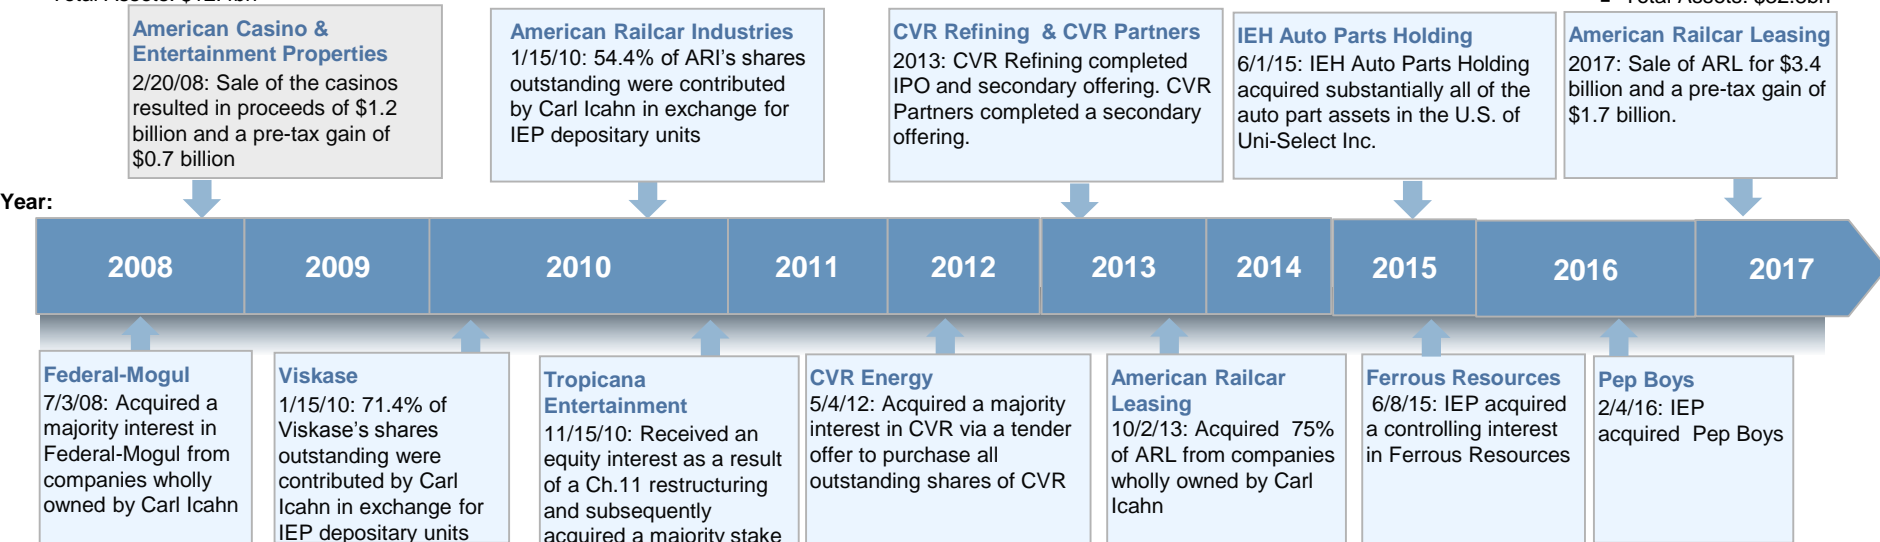 American Casino &
Entertainment Properties
2/20/08: Sale of the casinos
resulted in proceeds of $1.2
billion and a pre-tax gain of
$0.7 billion
American Railcar Industries
1/15/10: 54.4% of ARI's shares
outstanding were contributed
by Carl Icahn in exchange for
IEP depositary units
CVR Refining & CVR Partners
2013: CVR Refining completed
IPO and secondary offering. CVR
Partners completed a secondary
offering.
IEH Auto Parts Holding
6/1/15: IEH Auto Parts Holding
acquired substantially all of the
auto part assets in the U.S. of
Uni-Select Inc.
American Railcar Leasing
2017: Sale of ARL for $3.4
billion and a pre-tax gain of
$1.7 billion.
Year:
2008
2009
2010
2011
2012
2013
2014
2015
2016
2017
Federal-Mogul
7/3/08: Acquired a
majority interest in
Federal-Mogul from
companies wholly
owned by Carl Icahn
Viskase
1/15/10: 71.4% of
Viskase's shares
outstanding were
contributed by Carl
Icahn in exchange for
IEP depositary units
Tropicana
Entertainment
11/15/10: Received an
equity interest as a result
of a Ch.11 restructuring
and subsequently
acquired a majority stake
CVR Energy
5/4/12: Acquired a majority
interest in CVR via a tender
offer to purchase all
outstanding shares of CVR
American Railcar
Leasing
10/2/13: Acquired 75%
of ARL from companies
wholly owned by Carl
Icahn
Ferrous Resources
6/8/15: IEP acquired
a controlling interest
in Ferrous Resources
Pep Boys
2/4/16: IEP
acquired Pep Boys